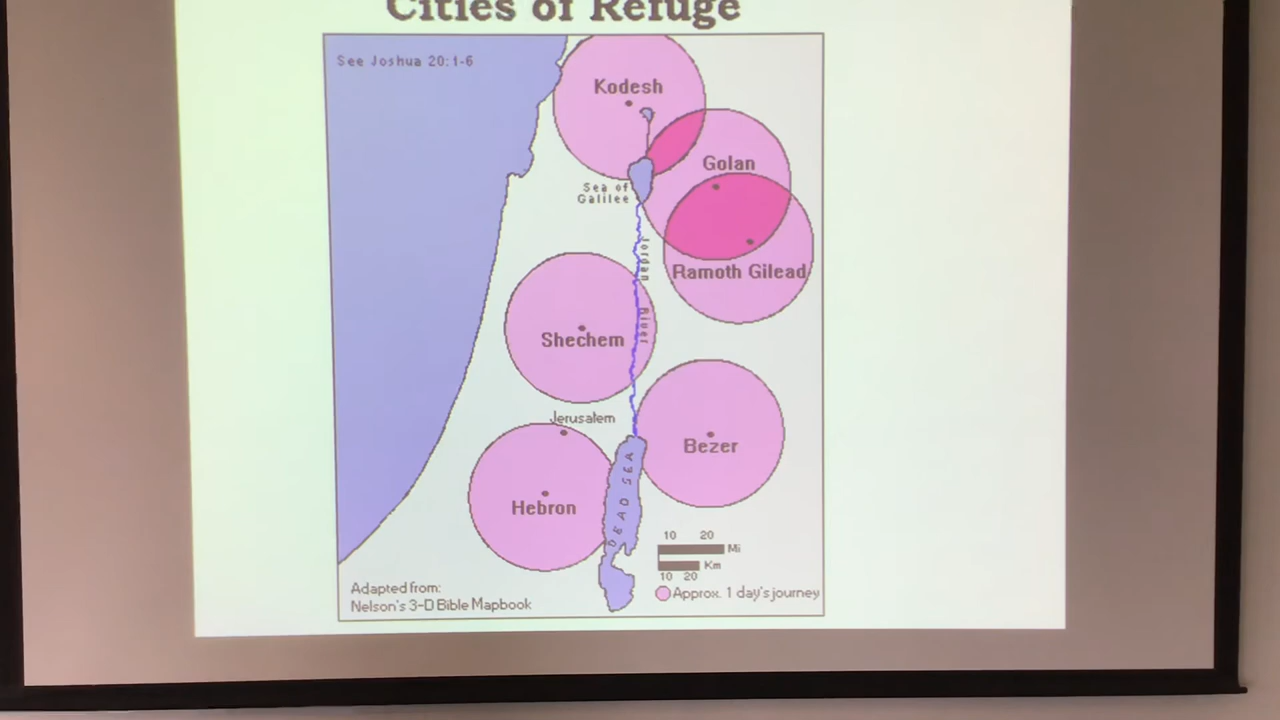 Cities of Refuge
See Joshua 20:1-6
Kodesh
Golan
Sea of
Galilee
Jordan River
Ramoth Gilead
Shechem
Jerusalem
Bezer
DEAD SEA
Hebron
10 20
Mi
Km
10 20
Approx. 1 day's journey
Adapted from:
Nelson's 3-D Bible Mapbook